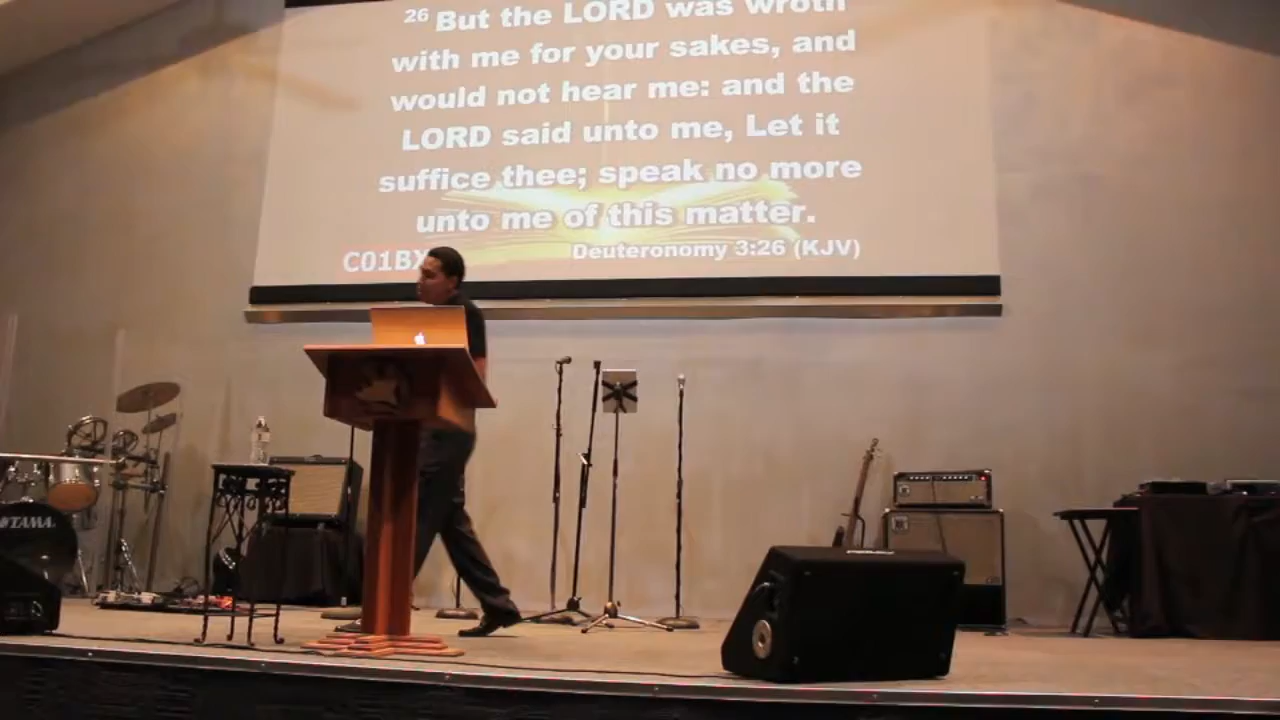 26 But the LORD was wroth
with me for your sakes, and
would not hear me: and the
LORD said unto me, Let it
suffice thee; speak no more
unto me of this matter.
Deuteronomy 3:26 (KJV)
C01BX
TAMA